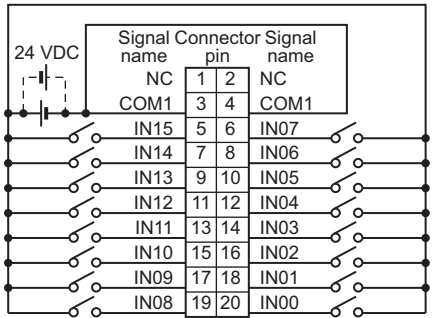 Signal Connector Signal
24 VDC name pin name
NC 1 2 NC
COM1 3 4 COM1
IN15 5 6 IN07
IN14 7 8 IN06
IN13 9 10 IN05
IN12 11 12 IN04
IN11 13 14 IN03
IN10 15 16 IN02
IN09 17 18 IN01
IN08 19 20 IN00